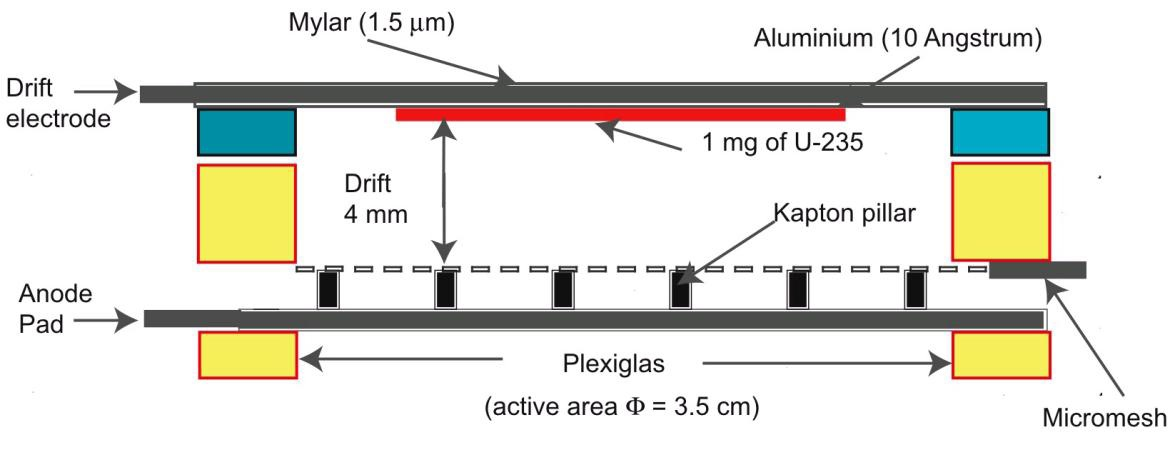 Mylar (1.5 μm)
Aluminium (10 Angstrum)
Drift
electrode
1 mg of U-235
Drift
4 mm
Kapton pillar
Anode
Pad
Plexiglas
(active area Φ = 3.5 cm)
Micromesh